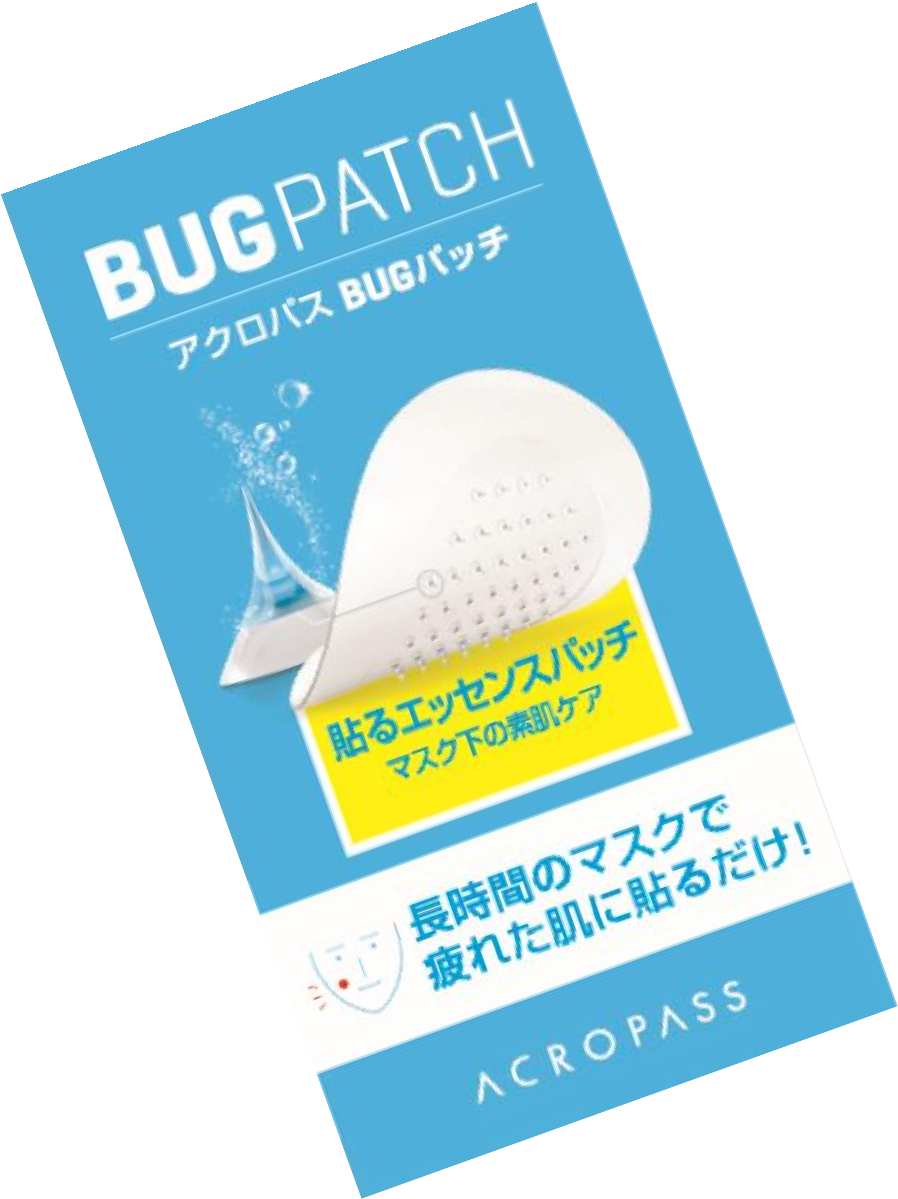 BUGPATCH
アクロパス BUGパッチ
貼るエッセンスパッチ
マスク下の素肌ケア
長時間のマスクで
疲れた肌に貼るだけ!
ACROPASS